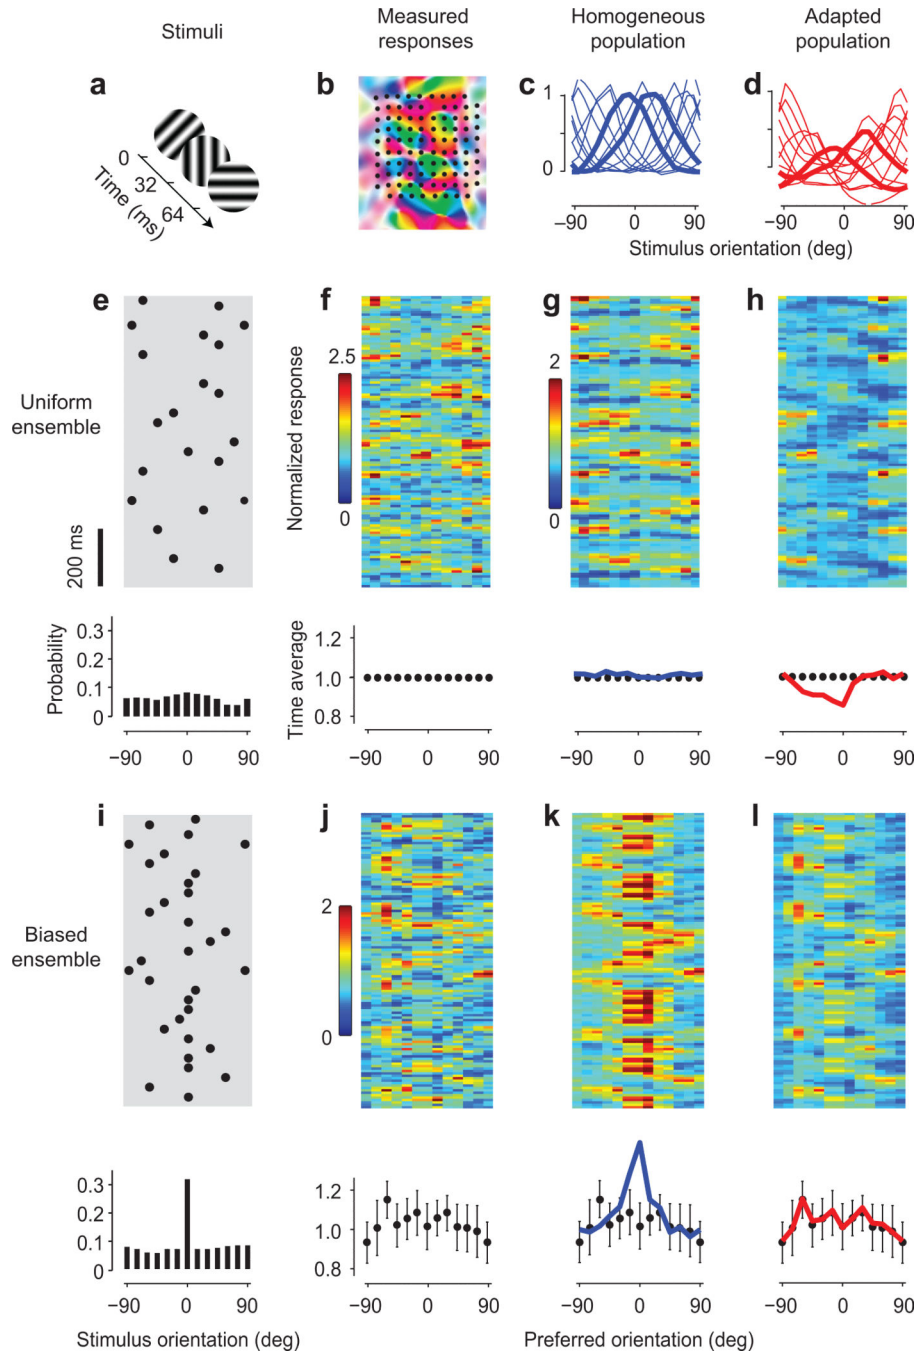 Stimuli
Measured
responses
Homogeneous
population
Adapted
population
a
0
32
64
Time (ms)
b
c
1
0
−90
0
90
d
−90
0
90
Stimulus orientation (deg)
e
f
g
h
Uniform
ensemble
200 ms
Normalized response
2.5
0
2
0
Probability
0.3
0.2
0.1
0
−90
0
90
Time average
1.2
1.0
0.8
−90
0
90
−90
0
90
−90
0
90
i
j
k
l
Biased
ensemble
2
0
0.3
0.2
0.1
0
−90
0
90
1.2
1.0
0.8
−90
0
90
−90
0
90
−90
0
90
Stimulus orientation (deg)
Preferred orientation (deg)